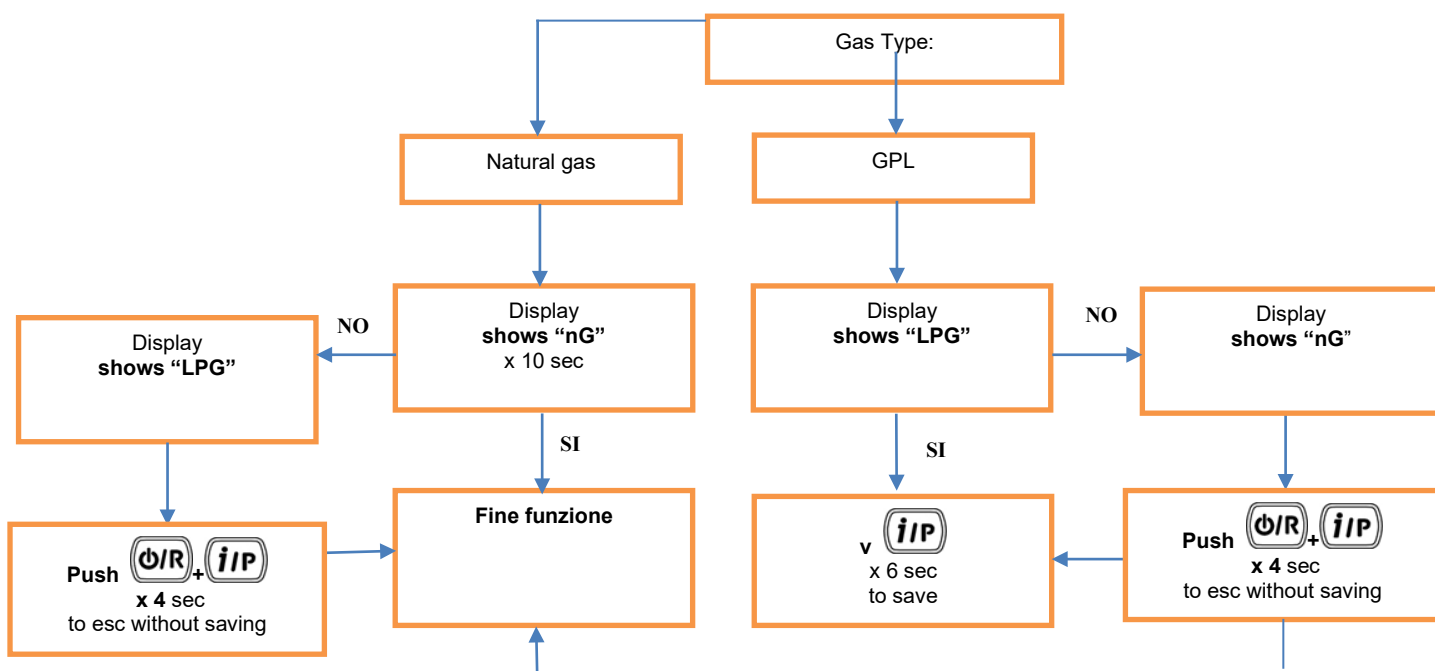 Gas Type:
Natural gas
GPL
Display
shows “LPG”
NO
Display
shows “nG”
x 10 sec
Display
shows “LPG”
NO
Display
shows “nG”
SI
SI
Push ⏻/R + i/P
x 4 sec
to esc without saving
Fine funzione
v i/P
x 6 sec
to save
Push ⏻/R + i/P
x 4 sec
to esc without saving